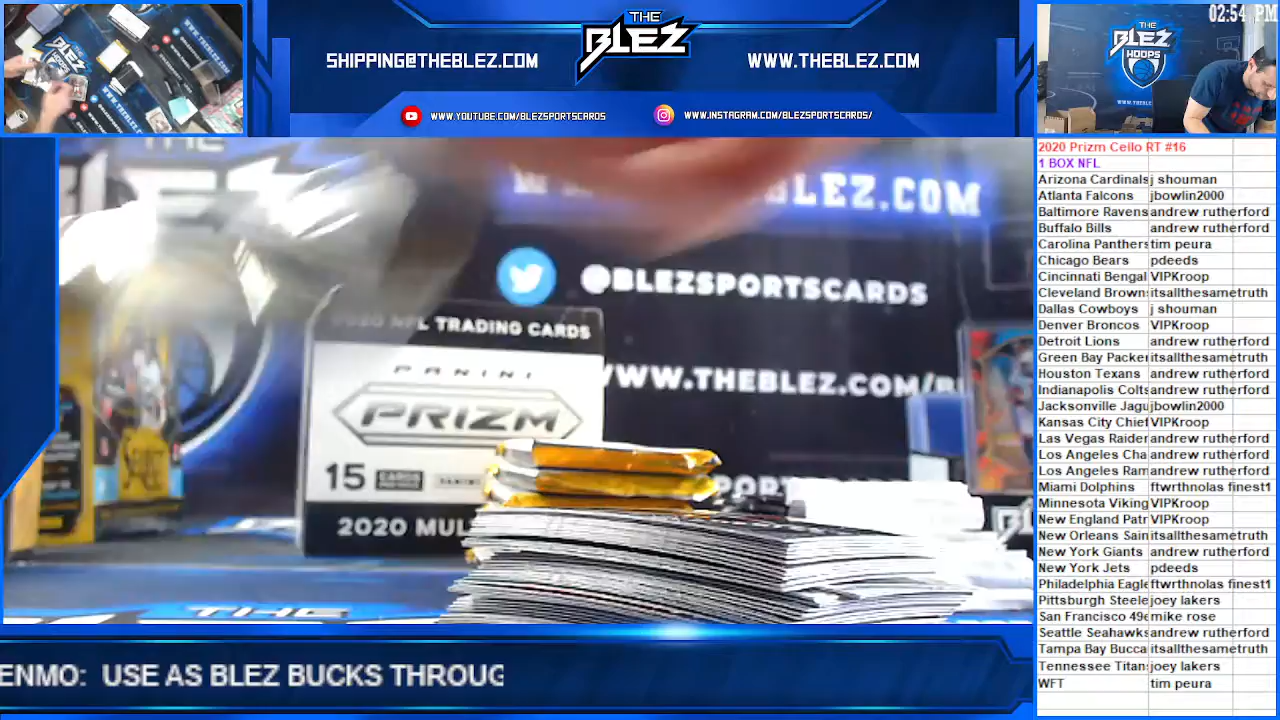 THE
BLEZ
SHIPPING@THEBLEZ.COM
WWW.THEBLEZ.COM
WWW.YOUTUBE.COM/BLEZSPORTSCARDS
WWW.INSTAGRAM.COM/BLEZSPORTSCARDS/
02:54 PM
THE
BLEZ
HOOPS
BLEZ.COM
@BLEZSPORTSCARDS
WWW.THEBLEZ.COM/
2020 NFL TRADING CARDS
PANINI
PRIZM
15 CARDS
2020 MUL
THE
ENMO: USE AS BLEZ BUCKS THROUG
2020 Prizm Cello RT #16
1 BOX NFL
Arizona Cardinals j shouman
Atlanta Falcons jbowlin2000
Baltimore Ravens andrew rutherford
Buffalo Bills andrew rutherford
Carolina Panthers tim peura
Chicago Bears pdeeds
Cincinnati Bengal VIPKroop
Cleveland Browns itsallthesametruth
Dallas Cowboys j shouman
Denver Broncos VIPKroop
Detroit Lions andrew rutherford
Green Bay Packer itsallthesametruth
Houston Texans andrew rutherford
Indianapolis Colts andrew rutherford
Jacksonville Jagu jbowlin2000
Kansas City Chief VIPKroop
Las Vegas Raider andrew rutherford
Los Angeles Cha andrew rutherford
Los Angeles Ram andrew rutherford
Miami Dolphins ftwrthnolas finest1
Minnesota Viking VIPKroop
New England Patr VIPKroop
New Orleans Sain itsallthesametruth
New York Giants andrew rutherford
New York Jets pdeeds
Philadelphia Eagle ftwrthnolas finest1
Pittsburgh Steele joey lakers
San Francisco 49e mike rose
Seattle Seahawks andrew rutherford
Tampa Bay Bucca itsallthesametruth
Tennessee Titans joey lakers
WFT tim peura